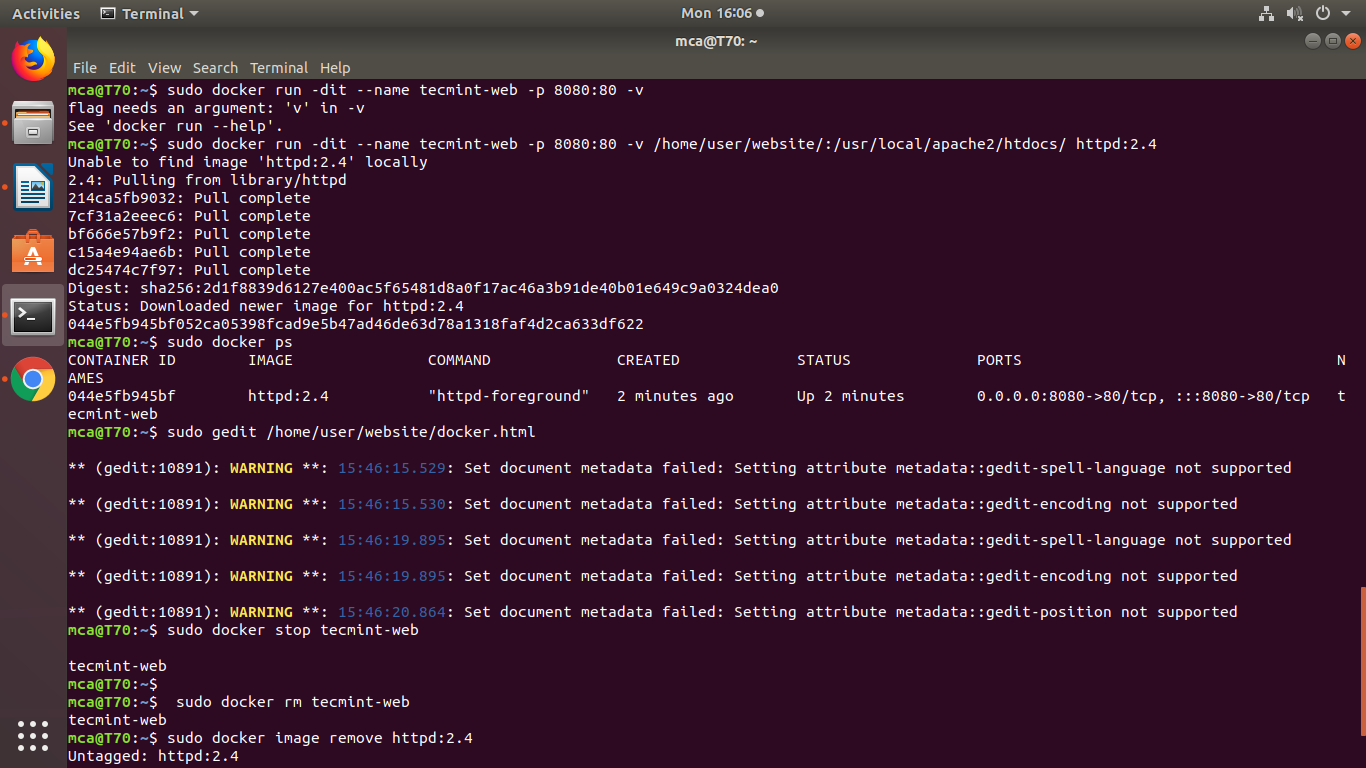 Activities Terminal Mon 16:06
mca@T70: ~
File Edit View Search Terminal Help
mca@T70:~$ sudo docker run -dit --name tecmint-web -p 8080:80 -v
flag needs an argument: 'v' in -v
See 'docker run --help'.
mca@T70:~$ sudo docker run -dit --name tecmint-web -p 8080:80 -v /home/user/website/:/usr/local/apache2/htdocs/ httpd:2.4
Unable to find image 'httpd:2.4' locally
2.4: Pulling from library/httpd
214ca5fb9032: Pull complete
7cf31a2eeec6: Pull complete
bf666e57b9f2: Pull complete
c15a4e94ae6b: Pull complete
dc25474c7f97: Pull complete
Digest: sha256:2d1f8839d6127e400ac5f65481d8a0f17ac46a3b91de40b01e649c9a0324dea0
Status: Downloaded newer image for httpd:2.4
044e5fb945bf052ca05398fcad9e5b47ad46de63d78a1318faf4d2ca633df622
mca@T70:~$ sudo docker ps
CONTAINER ID        IMAGE               COMMAND              CREATED             STATUS              PORTS                                   N
AMES
044e5fb945bf        httpd:2.4           "httpd-foreground"   2 minutes ago       Up 2 minutes        0.0.0.0:8080->80/tcp, :::8080->80/tcp   t
ecmint-web
mca@T70:~$ sudo gedit /home/user/website/docker.html
** (gedit:10891): WARNING **: 15:46:15.529: Set document metadata failed: Setting attribute metadata::gedit-spell-language not supported
** (gedit:10891): WARNING **: 15:46:15.530: Set document metadata failed: Setting attribute metadata::gedit-encoding not supported
** (gedit:10891): WARNING **: 15:46:19.895: Set document metadata failed: Setting attribute metadata::gedit-spell-language not supported
** (gedit:10891): WARNING **: 15:46:19.895: Set document metadata failed: Setting attribute metadata::gedit-encoding not supported
** (gedit:10891): WARNING **: 15:46:20.864: Set document metadata failed: Setting attribute metadata::gedit-position not supported
mca@T70:~$ sudo docker stop tecmint-web
tecmint-web
mca@T70:~$
mca@T70:~$  sudo docker rm tecmint-web
tecmint-web
mca@T70:~$ sudo docker image remove httpd:2.4
Untagged: httpd:2.4